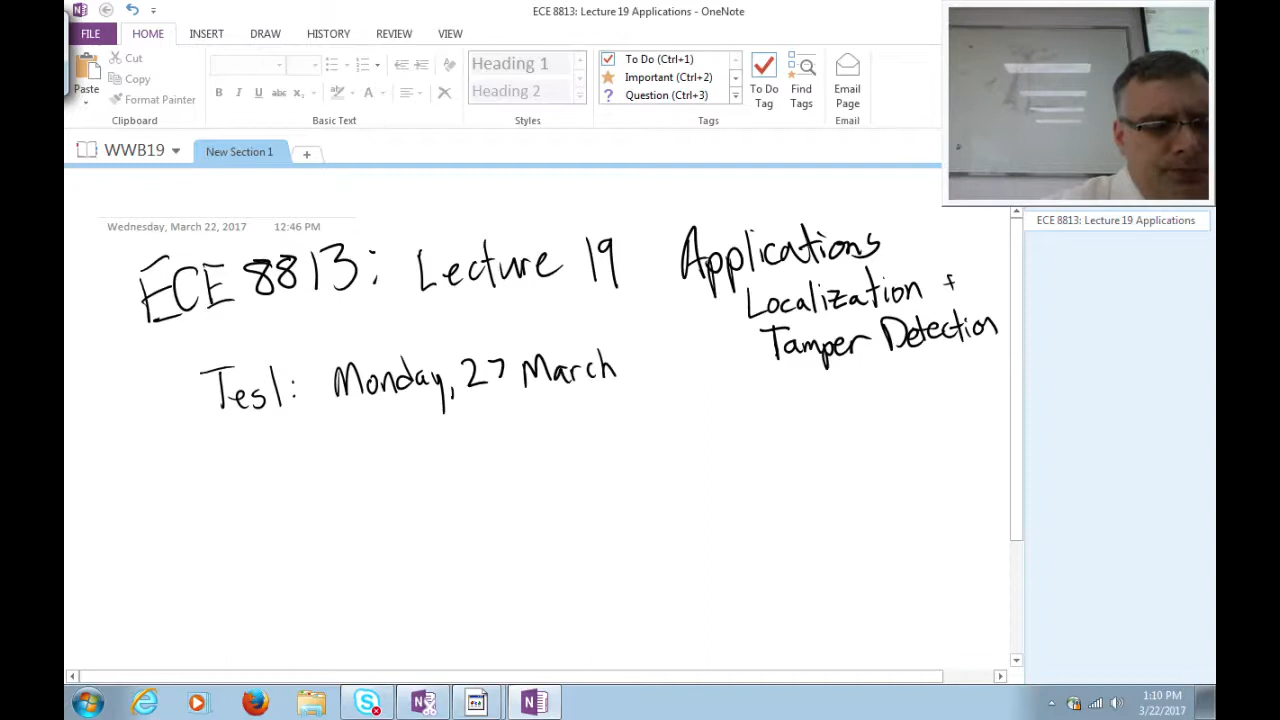 ECE 8813: Lecture 19 Applications - OneNote
FILE HOME INSERT DRAW HISTORY REVIEW VIEW
Paste
Cut
Copy
Format Painter
Clipboard
B I U abc X₂ A
Basic Text
Heading 1
Heading 2
Styles
To Do (Ctrl+1)
Important (Ctrl+2)
? Question (Ctrl+3)
Tags
To Do Tag
Find Tags
Email Page
Email
WWB19
New Section 1
ECE 8813: Lecture 19 Applications
Wednesday, March 22, 2017 12:46 PM
ECE 8813: Lecture 19 Applications
Localization +
Tamper Detection
Test: Monday, 27 March
1:10 PM
3/22/2017